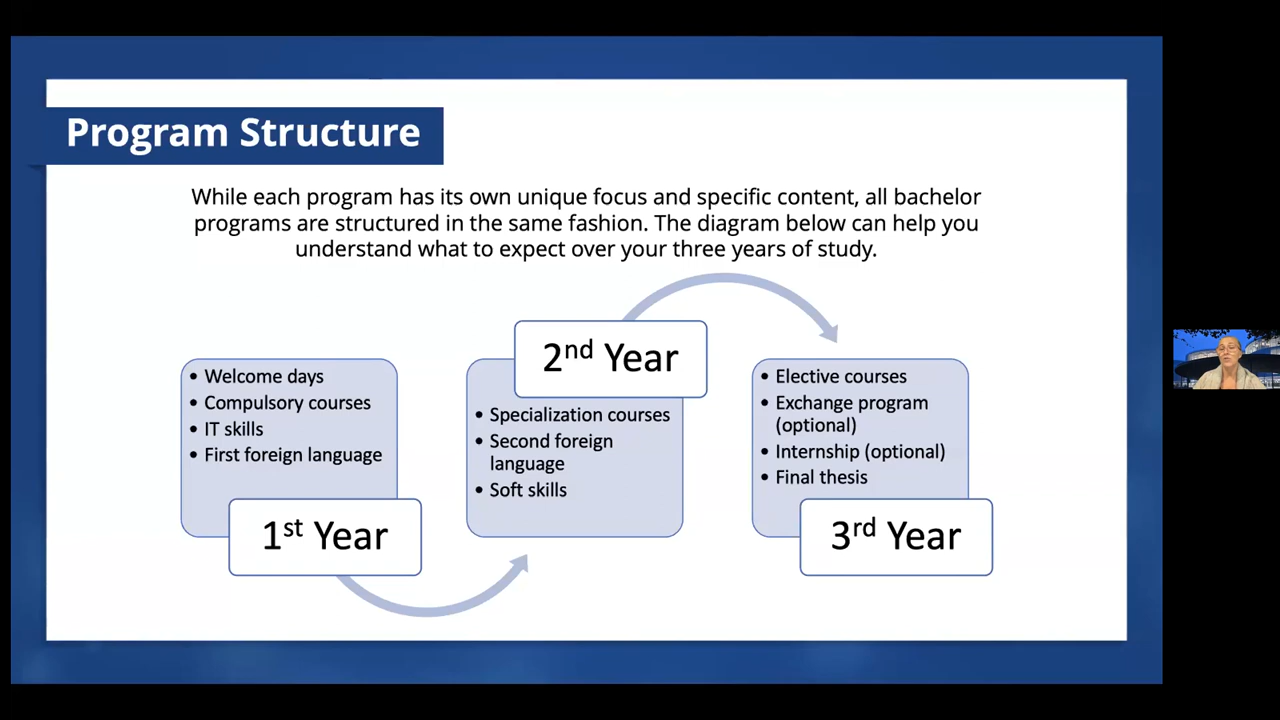 Program Structure
While each program has its own unique focus and specific content, all bachelor
programs are structured in the same fashion. The diagram below can help you
understand what to expect over your three years of study.
• Welcome days
• Compulsory courses
• IT skills
• First foreign language
1st Year
2nd Year
• Specialization courses
• Second foreign
language
• Soft skills
• Elective courses
• Exchange program
(optional)
• Internship (optional)
• Final thesis
3rd Year